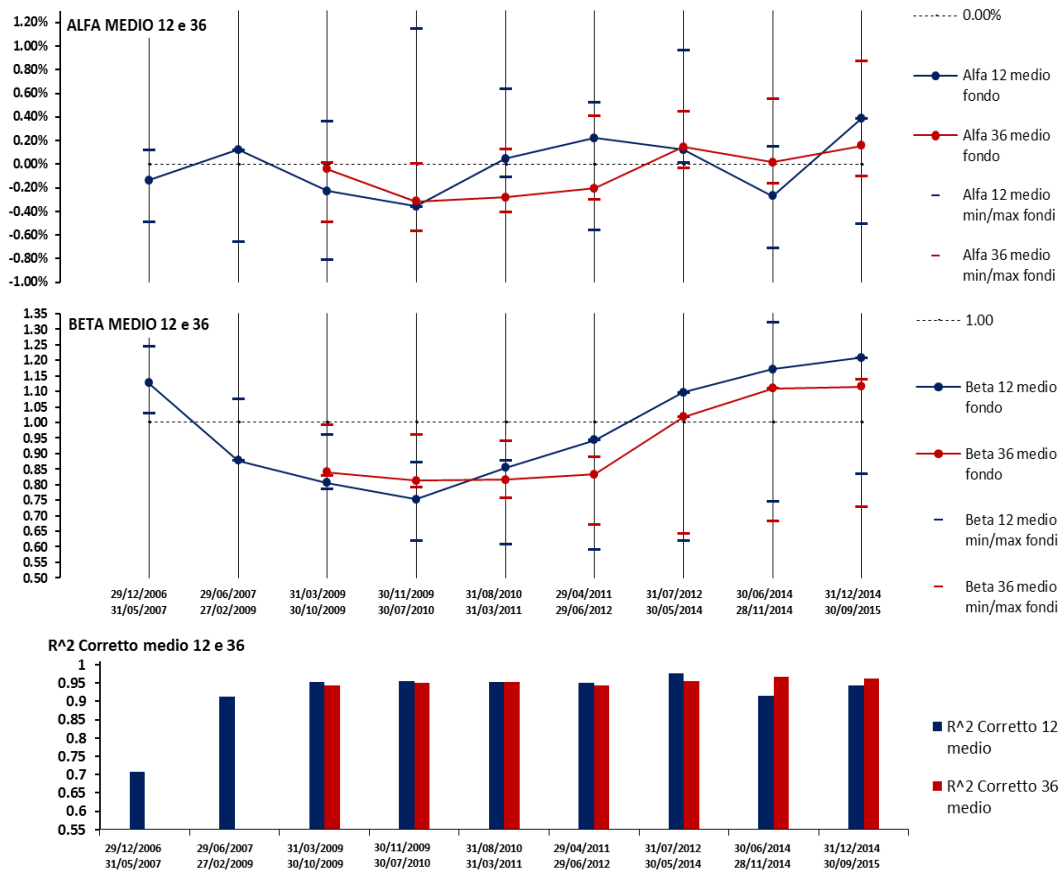 ALFA MEDIO 12 e 36
1.20%
1.00%
0.80%
0.60%
0.40%
0.20%
0.00%
-0.20%
-0.40%
-0.60%
-0.80%
-1.00%
0.00%
Alfa 12 medio
fondo
Alfa 36 medio
fondo
Alfa 12 medio
min/max fondi
Alfa 36 medio
min/max fondi
BETA MEDIO 12 e 36
1.35
1.30
1.25
1.20
1.15
1.10
1.05
1.00
0.95
0.90
0.85
0.80
0.75
0.70
0.65
0.60
0.55
0.50
29/12/2006 29/06/2007 31/03/2009 30/11/2009 31/08/2010 29/04/2011 31/07/2012 30/06/2014 31/12/2014
31/05/2007 27/02/2009 30/10/2009 30/07/2010 31/03/2011 29/06/2012 30/05/2014 28/11/2014 30/09/2015
1.00
Beta 12 medio
fondo
Beta 36 medio
fondo
Beta 12 medio
min/max fondi
Beta 36 medio
min/max fondi
R^2 Corretto medio 12 e 36
1
0.95
0.9
0.85
0.8
0.75
0.7
0.65
0.6
0.55
29/12/2006 29/06/2007 31/03/2009 30/11/2009 31/08/2010 29/04/2011 31/07/2012 30/06/2014 31/12/2014
31/05/2007 27/02/2009 30/10/2009 30/07/2010 31/03/2011 29/06/2012 30/05/2014 28/11/2014 30/09/2015
R^2 Corretto 12
medio
R^2 Corretto 36
medio